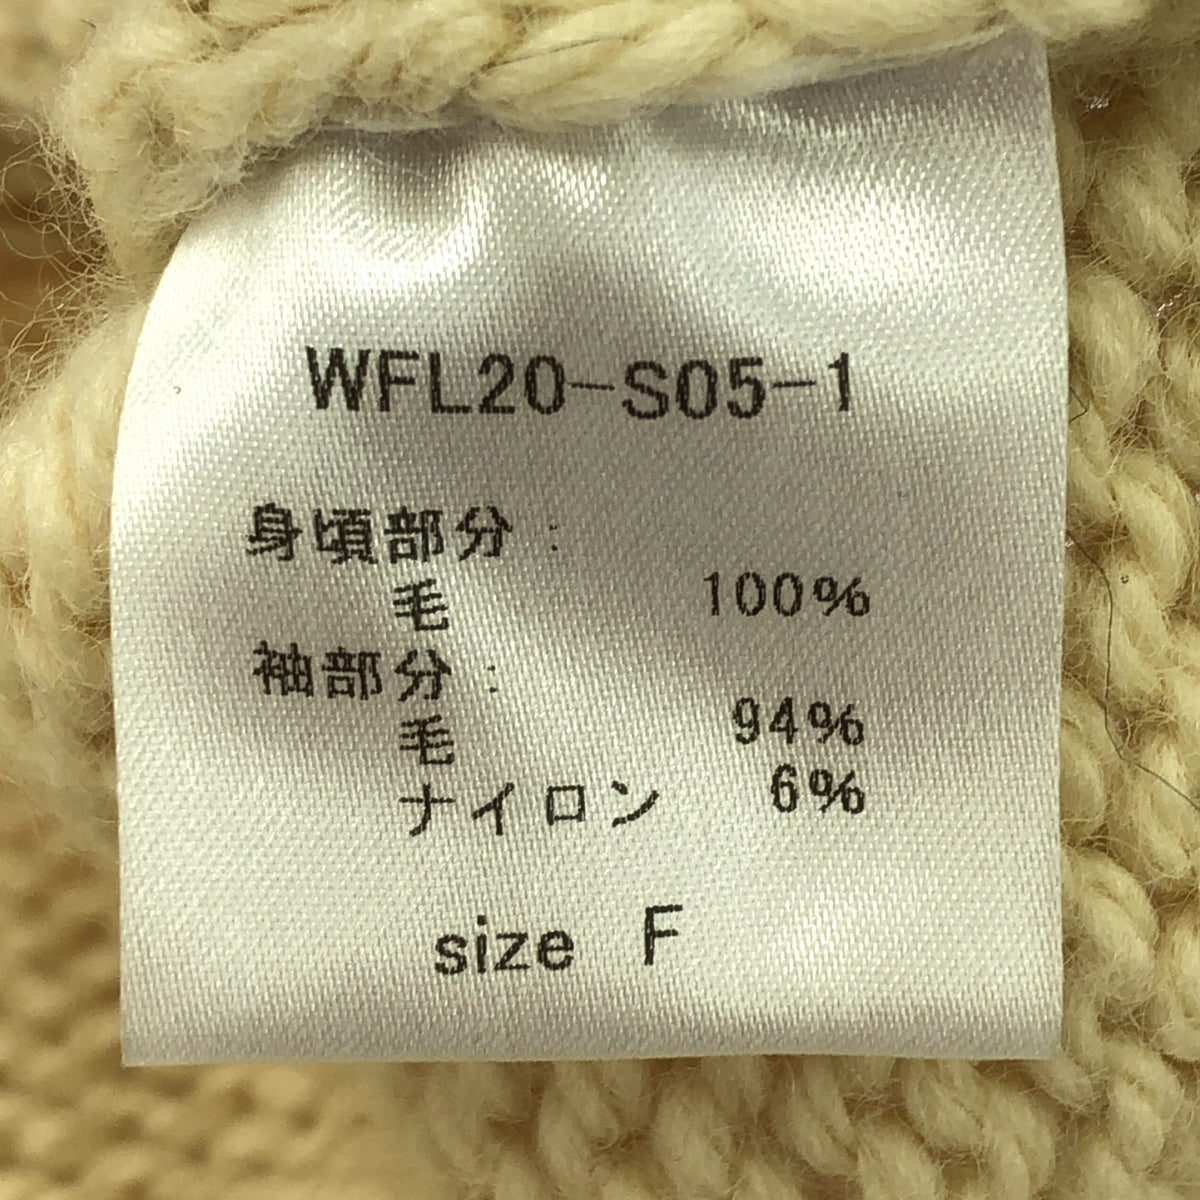 WFL20-S05-1
身頃部分:
毛 100%
袖部分:
毛 94%
ナイロン 6%
size F